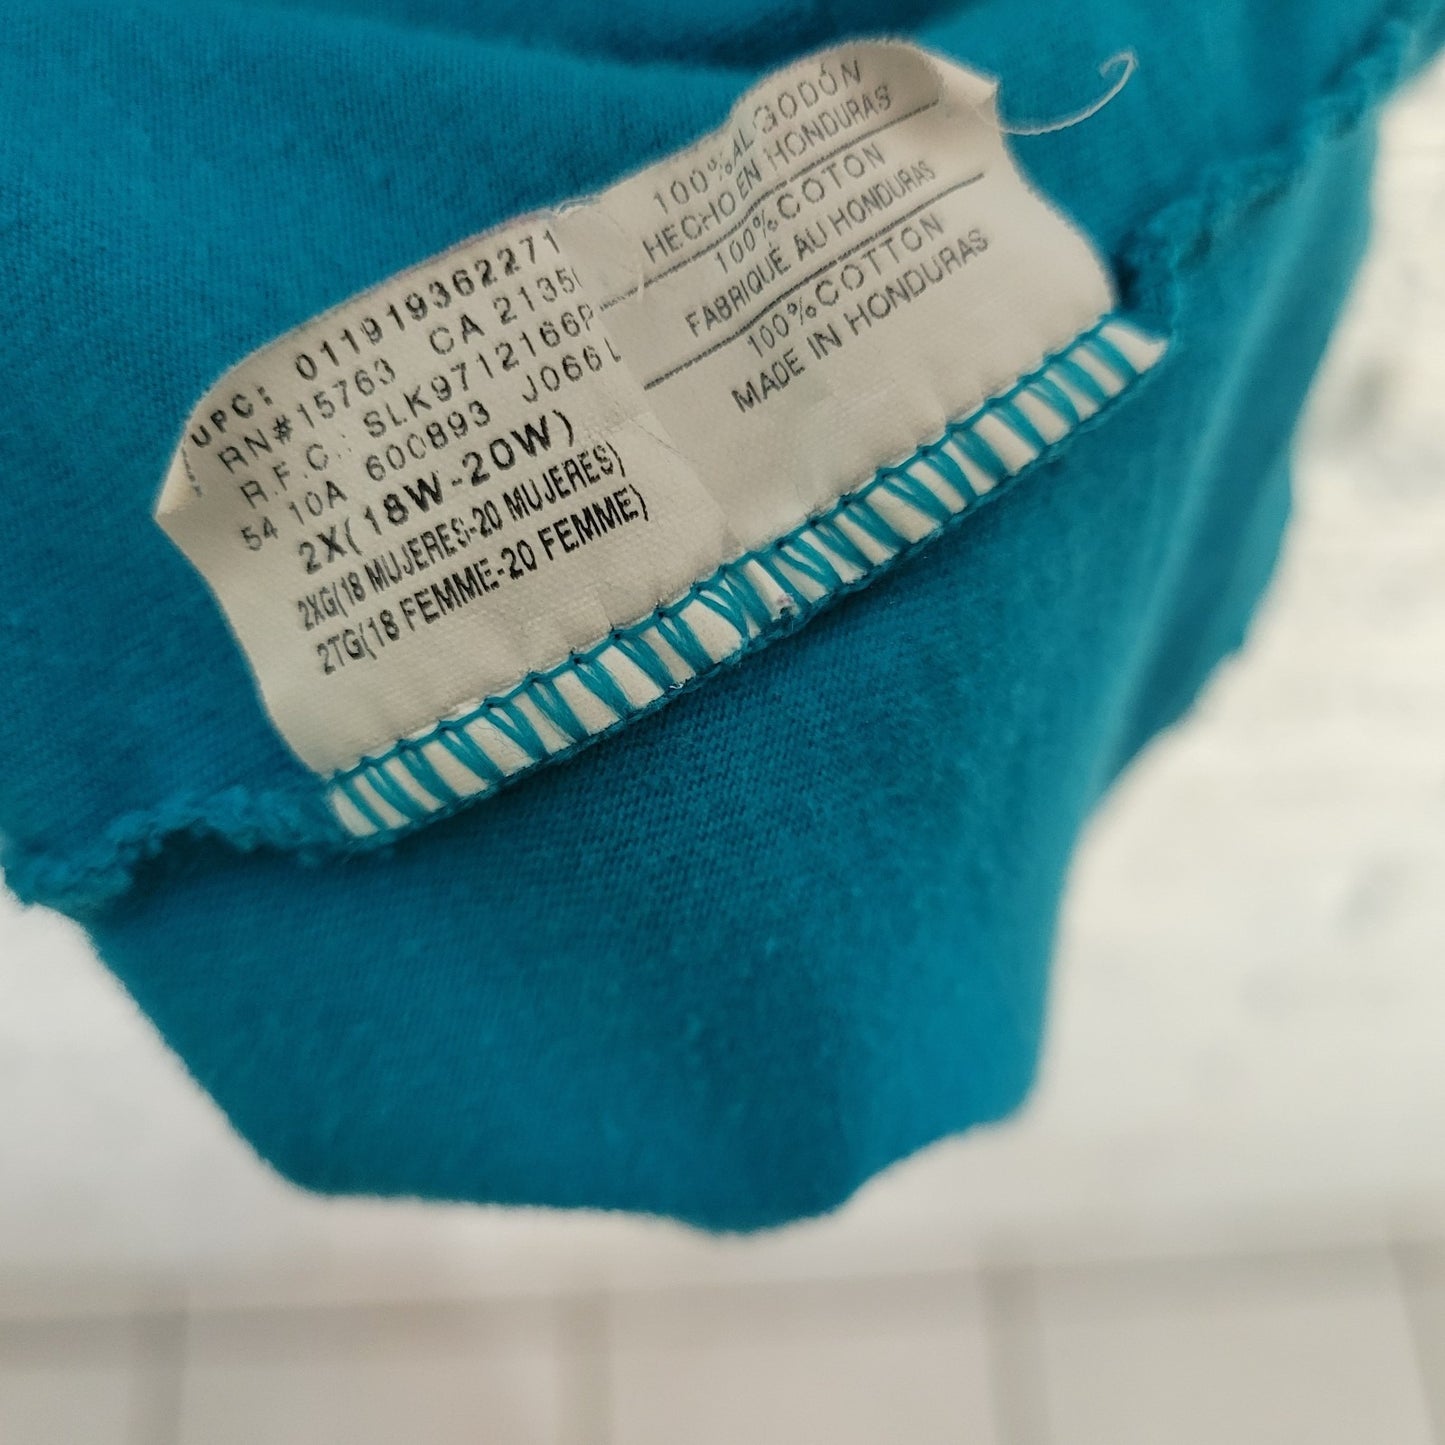 UPC: 011919362271
RN#15763 CA 2135
R.F.C.: SLK9712166P
54 10A 600893 J066
2X(18W-20W)
2XG(18 MUJERES-20 MUJERES)
2TG(18 FEMME-20 FEMME)
100%ALGODÓN
HECHO EN HONDURAS
100%COTON
FABRIQUÉ AU HONDURAS
100%COTTON
MADE IN HONDURAS